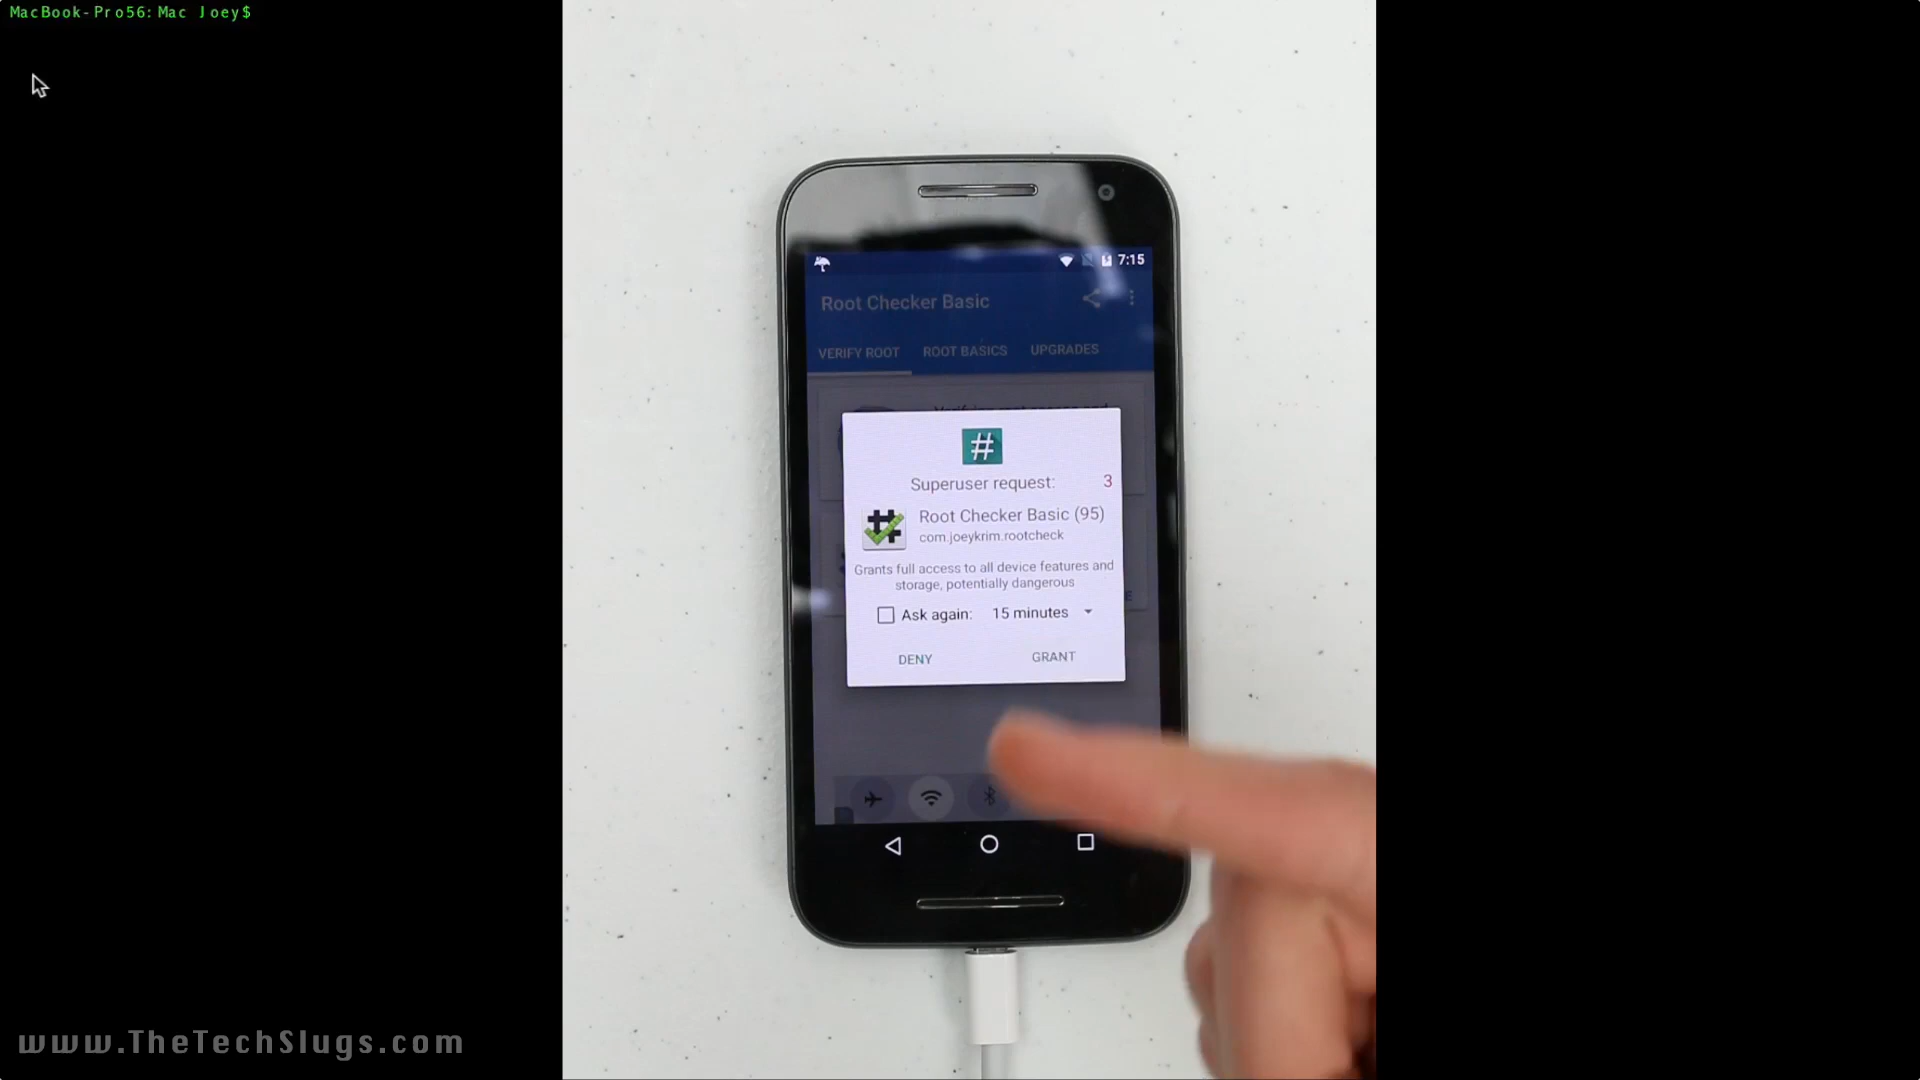 MacBook-Pro56: Mac Joey$
7:15
Root Checker Basic
VERIFY ROOT ROOT BASICS UPGRADES
#
Superuser request: 3
Root Checker Basic (95)
com.joeykrim.rootcheck
Grants full access to all device features and
storage, potentially dangerous
Ask again: 15 minutes
DENY GRANT
www.TheTechSlugs.com